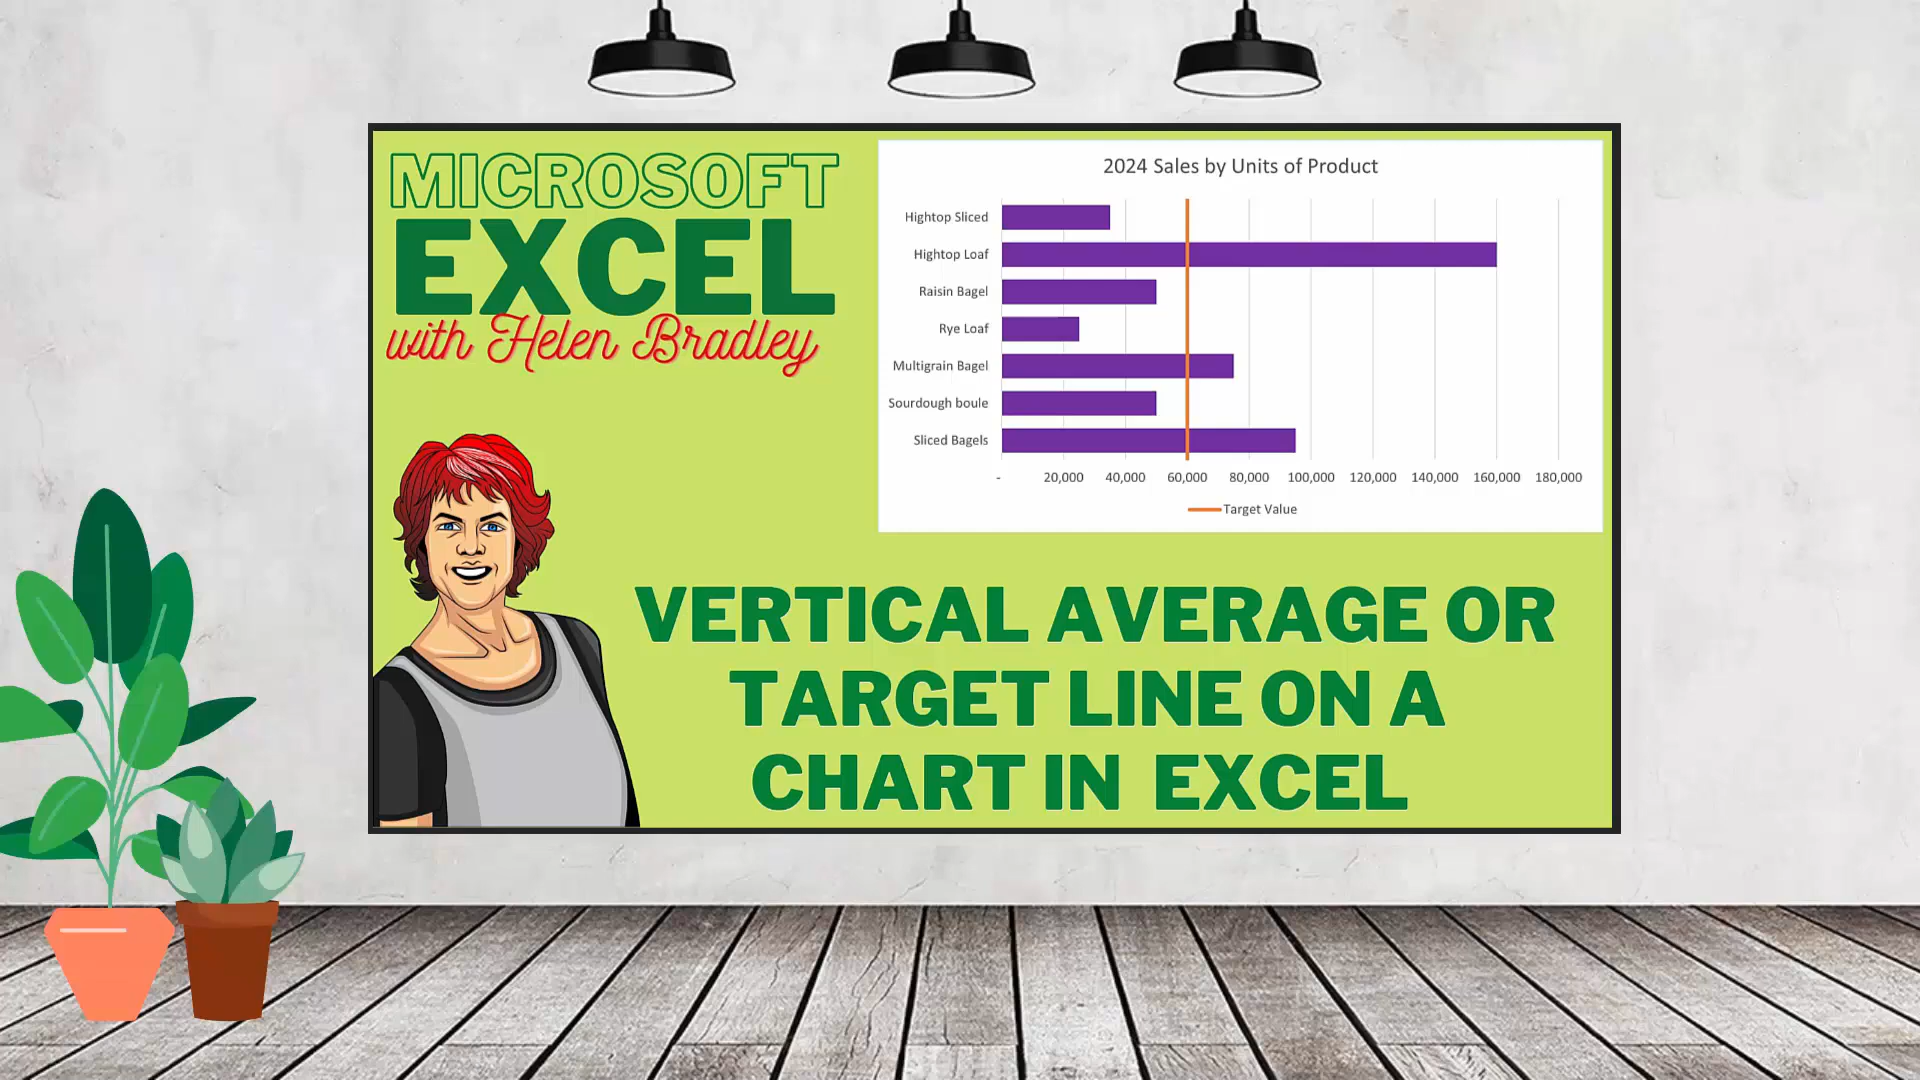 MICROSOFT
EXCEL
with Helen Bradley
2024 Sales by Units of Product
Hightop Sliced
Hightop Loaf
Raisin Bagel
Rye Loaf
Multigrain Bagel
Sourdough boule
Sliced Bagels
- 20,000 40,000 60,000 80,000 100,000 120,000 140,000 160,000 180,000
Target Value
VERTICAL AVERAGE OR
TARGET LINE ON A
CHART IN EXCEL